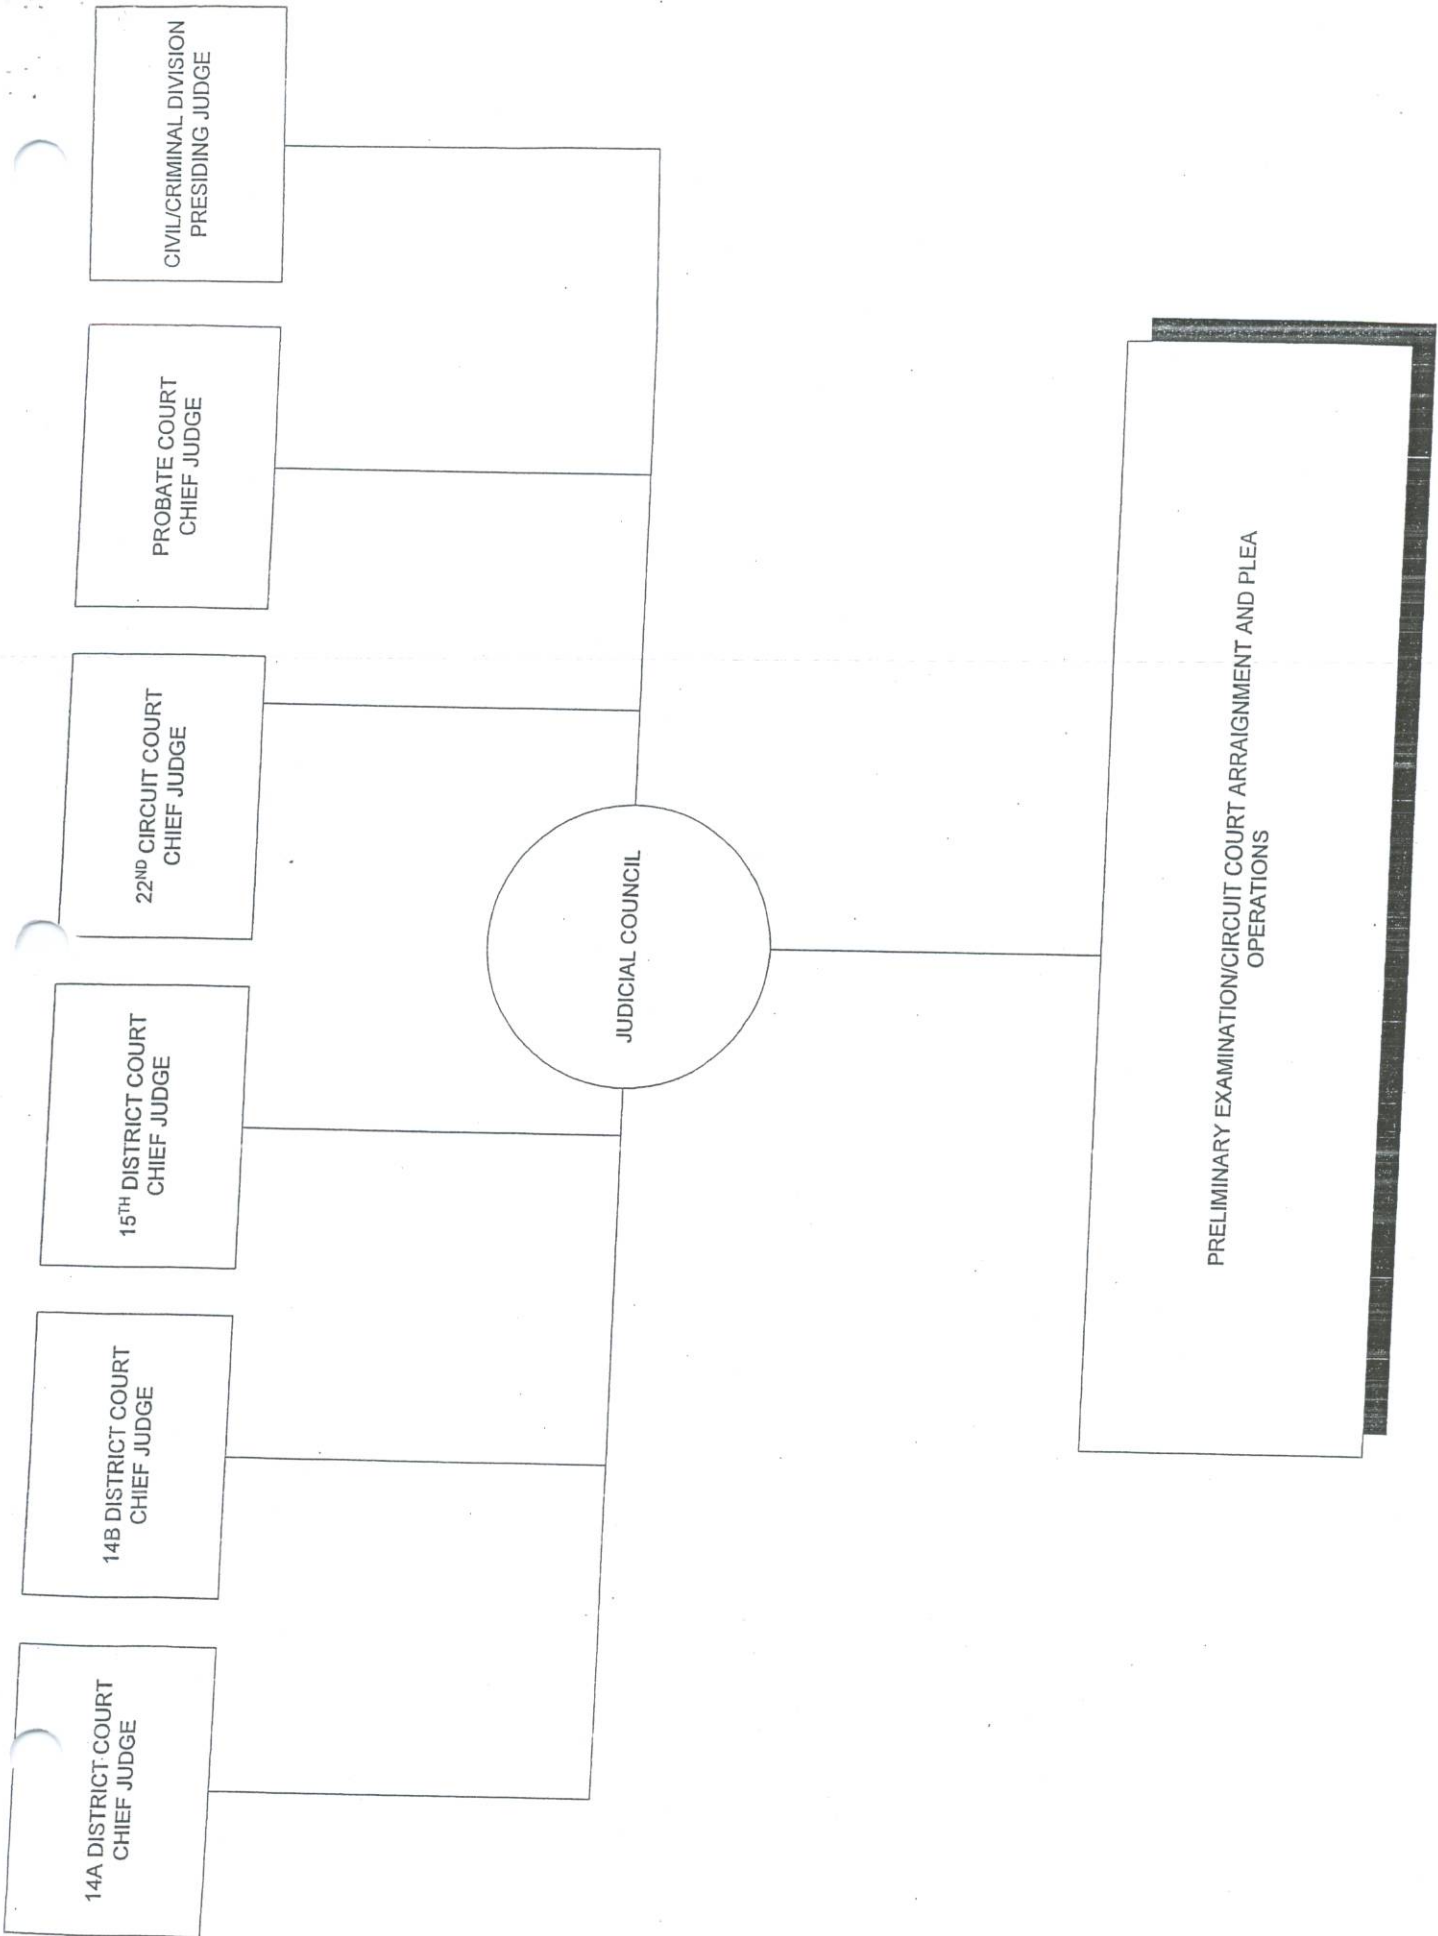 14A DISTRICT COURT
CHIEF JUDGE
14B DISTRICT COURT
CHIEF JUDGE
15TH DISTRICT COURT
CHIEF JUDGE
22ND CIRCUIT COURT
CHIEF JUDGE
PROBATE COURT
CHIEF JUDGE
CIVIL/CRIMINAL DIVISION
PRESIDING JUDGE
JUDICIAL COUNCIL
PRELIMINARY EXAMINATION/CIRCUIT COURT ARRAIGNMENT AND PLEA
OPERATIONS